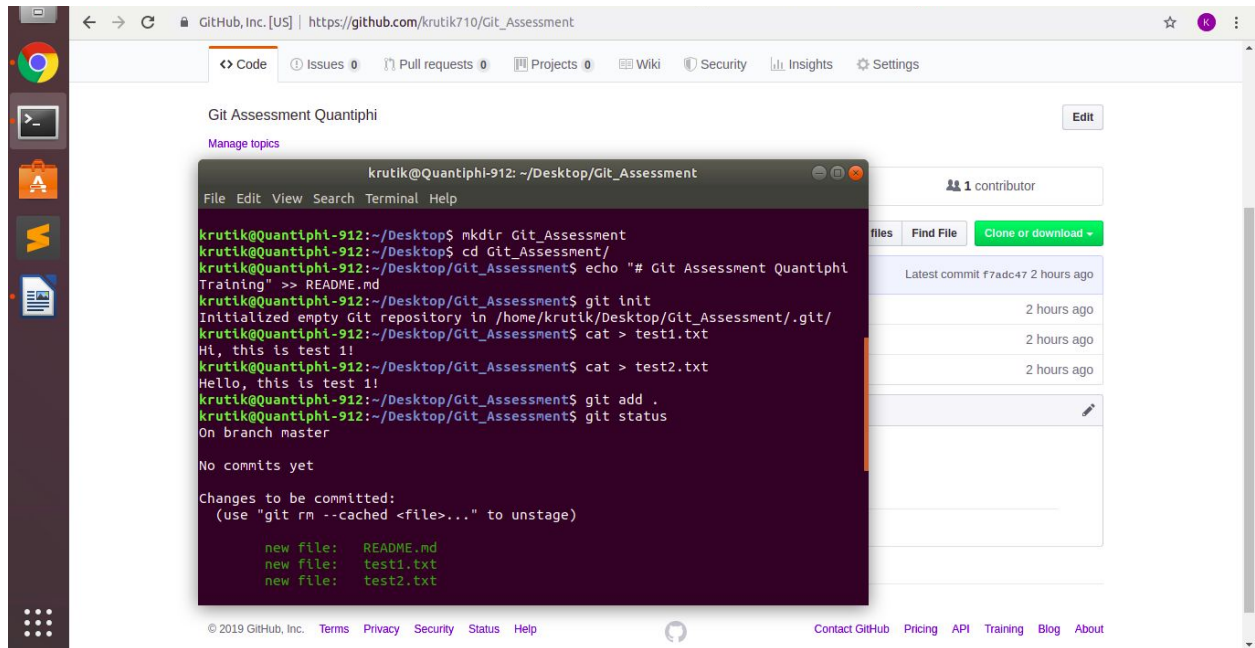 GitHub, Inc. [US] | https://github.com/krutik710/Git_Assessment
K
<> Code Issues 0 Pull requests 0 Projects 0 Wiki Security Insights Settings
Git Assessment Quantiphi
Edit
Manage topics
1 contributor
files Find File Clone or download
Latest commit f7adc47 2 hours ago
2 hours ago
2 hours ago
2 hours ago
krutik@Quantiphi-912: ~/Desktop/Git_Assessment
File Edit View Search Terminal Help
krutik@Quantiphi-912:~/Desktop$ mkdir Git_Assessment
krutik@Quantiphi-912:~/Desktop$ cd Git_Assessment/
krutik@Quantiphi-912:~/Desktop/Git_Assessment$ echo "# Git Assessment Quantiphi
Training" >> README.md
krutik@Quantiphi-912:~/Desktop/Git_Assessment$ git init
Initialized empty Git repository in /home/krutik/Desktop/Git_Assessment/.git/
krutik@Quantiphi-912:~/Desktop/Git_Assessment$ cat > test1.txt
Hi, this is test 1!
krutik@Quantiphi-912:~/Desktop/Git_Assessment$ cat > test2.txt
Hello, this is test 1!
krutik@Quantiphi-912:~/Desktop/Git_Assessment$ git add .
krutik@Quantiphi-912:~/Desktop/Git_Assessment$ git status
On branch master
No commits yet
Changes to be committed:
(use "git rm --cached <file>..." to unstage)
new file: README.md
new file: test1.txt
new file: test2.txt
© 2019 GitHub, Inc. Terms Privacy Security Status Help Contact GitHub Pricing API Training Blog About